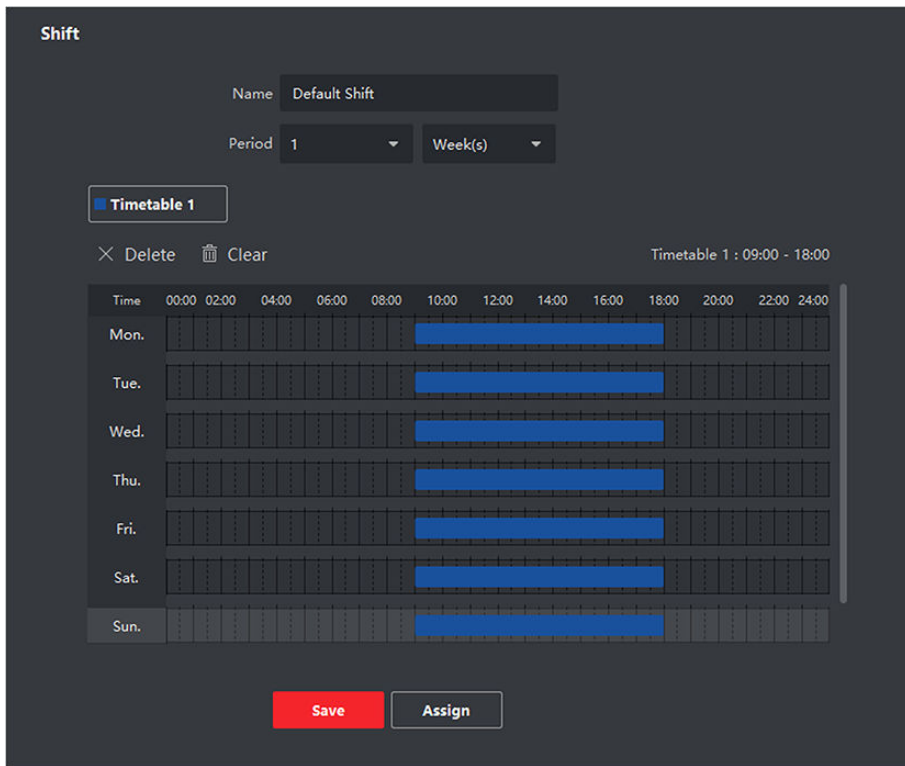 Shift
Name Default Shift
Period 1 Week(s)
Timetable 1
Delete Clear Timetable 1 : 09:00 - 18:00
Time 00:00 02:00 04:00 06:00 08:00 10:00 12:00 14:00 16:00 18:00 20:00 22:00 24:00
Mon.
Tue.
Wed.
Thu.
Fri.
Sat.
Sun.
Save Assign